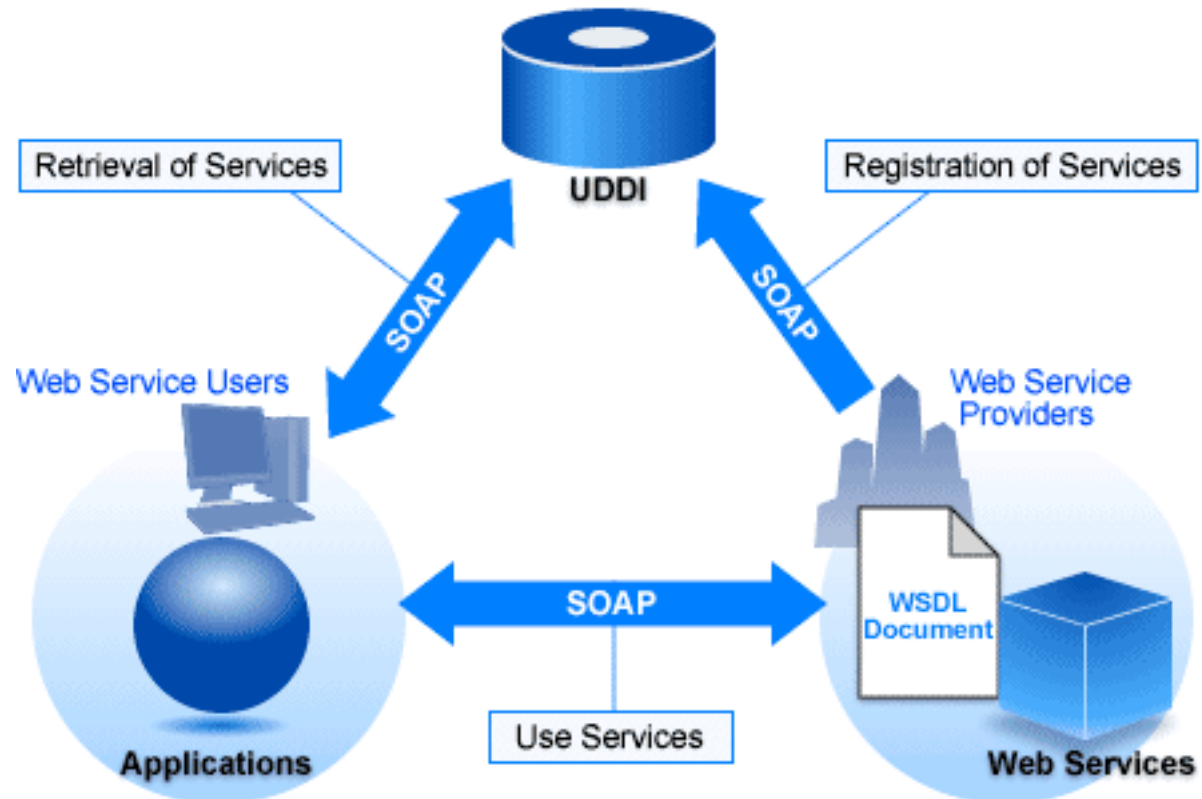 UDDI
Retrieval of Services
Registration of Services
SOAP
SOAP
Web Service Users
Web Service
Providers
SOAP
WSDL
Document
Use Services
Applications
Web Services